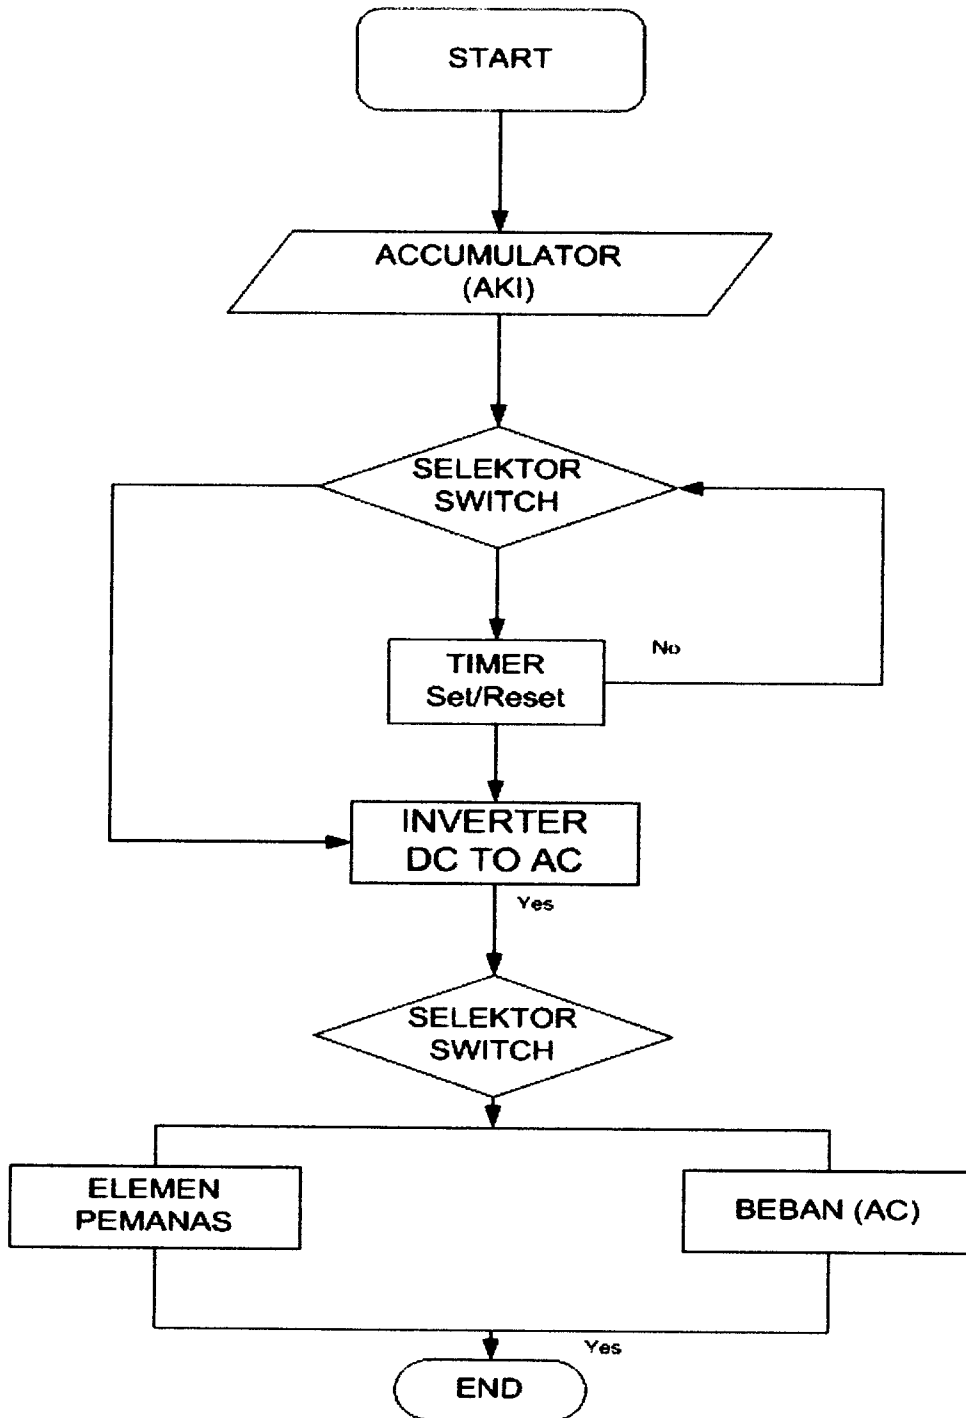 START
ACCUMULATOR
(AKI)
SELEKTOR
SWITCH
No
TIMER
Set/Reset
INVERTER
DC TO AC
Yes
SELEKTOR
SWITCH
ELEMEN
PEMANAS
BEBAN (AC)
Yes
END